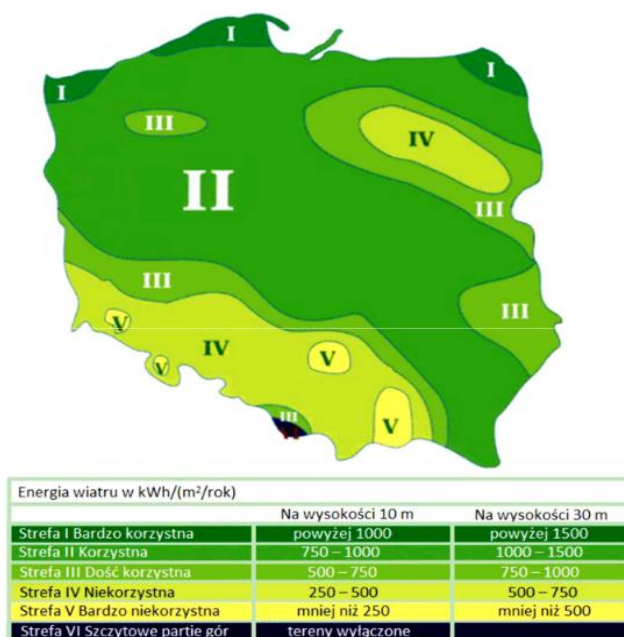 I
I
I
III
IV
II
III
III
III
V
IV
V
V
V
III
Energia wiatru w kWh/(m²/rok)
Na wysokości 10 m Na wysokości 30 m
Strefa I Bardzo korzystna powyżej 1000 powyżej 1500
Strefa II Korzystna 750 – 1000 1000 – 1500
Strefa III Dość korzystna 500 – 750 750 – 1000
Strefa IV Niekorzystna 250 – 500 500 – 750
Strefa V Bardzo niekorzystna mniej niż 250 mniej niż 500
Strefa VI Szczytowe partie gór tereny wyłączone